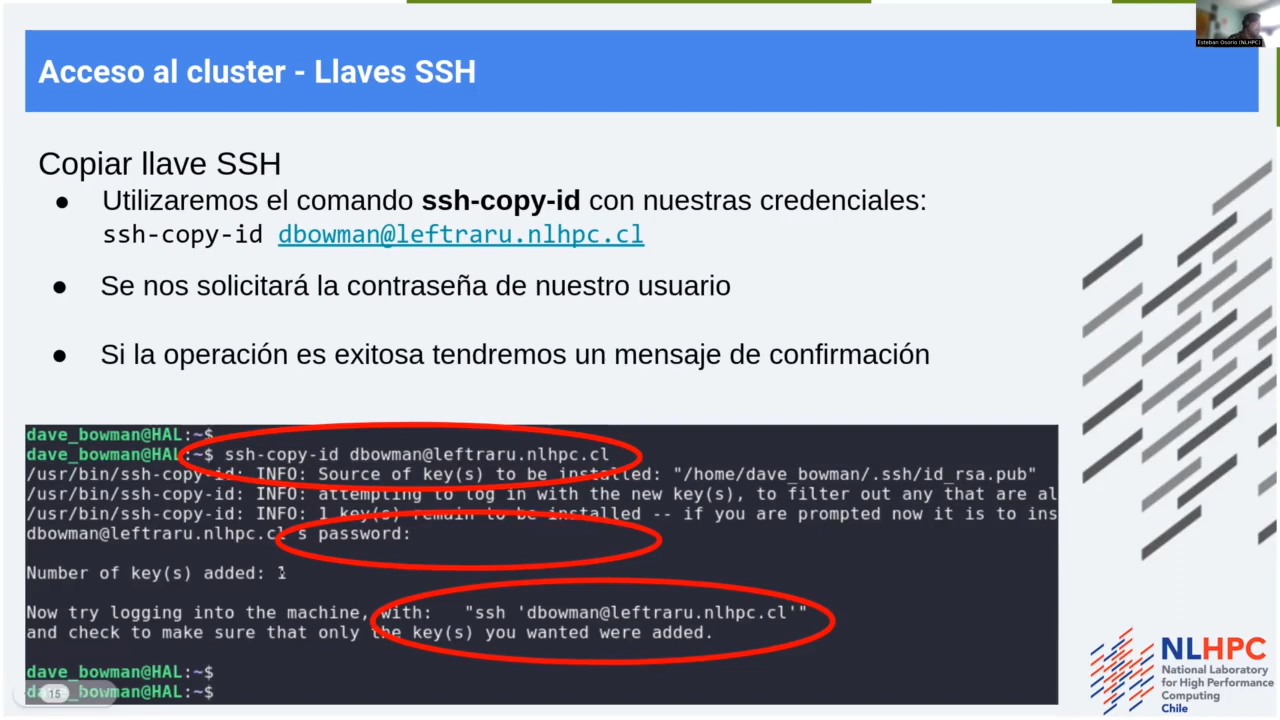 Esteban Osorio (NLHPC)
Acceso al cluster - Llaves SSH
Copiar llave SSH
● Utilizaremos el comando ssh-copy-id con nuestras credenciales:
ssh-copy-id dbowman@leftraru.nlhpc.cl
● Se nos solicitará la contraseña de nuestro usuario
● Si la operación es exitosa tendremos un mensaje de confirmación
dave_bowman@HAL:~$
dave_bowman@HAL:~$ ssh-copy-id dbowman@leftraru.nlhpc.cl
/usr/bin/ssh-copy-id: INFO: Source of key(s) to be installed: "/home/dave_bowman/.ssh/id_rsa.pub"
/usr/bin/ssh-copy-id: INFO: attempting to log in with the new key(s), to filter out any that are al
/usr/bin/ssh-copy-id: INFO: 1 key(s) remain to be installed -- if you are prompted now it is to ins
dbowman@leftraru.nlhpc.cl's password:
Number of key(s) added: 1
Now try logging into the machine, with: "ssh 'dbowman@leftraru.nlhpc.cl'"
and check to make sure that only the key(s) you wanted were added.
dave_bowman@HAL:~$
dave_bowman@HAL:~$
15
NLHPC
National Laboratory
for High Performance
Computing
Chile